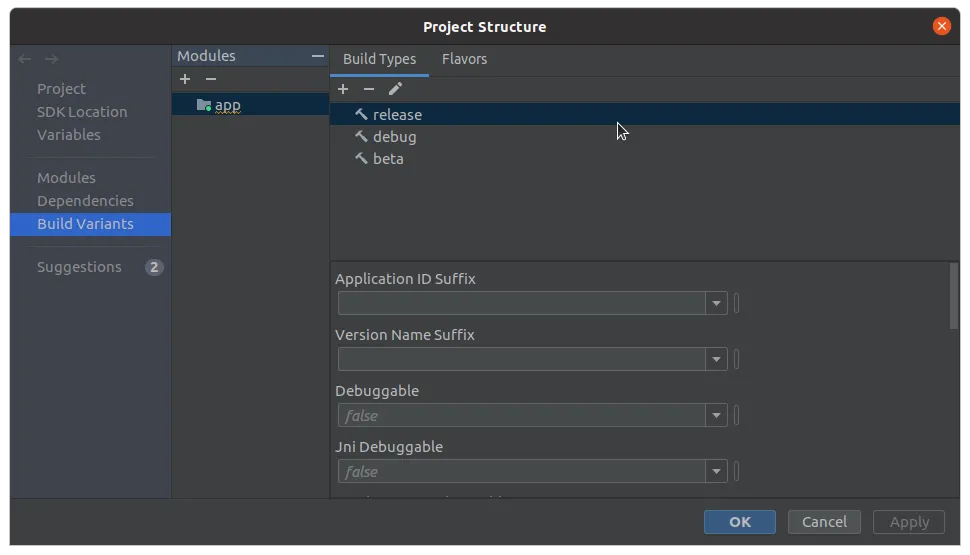 Project Structure
Project
SDK Location
Variables
Modules
Dependencies
Build Variants
Suggestions 2
Modules
app
Build Types Flavors
release
debug
beta
Application ID Suffix
Version Name Suffix
Debuggable
false
Jni Debuggable
false
OK Cancel Apply